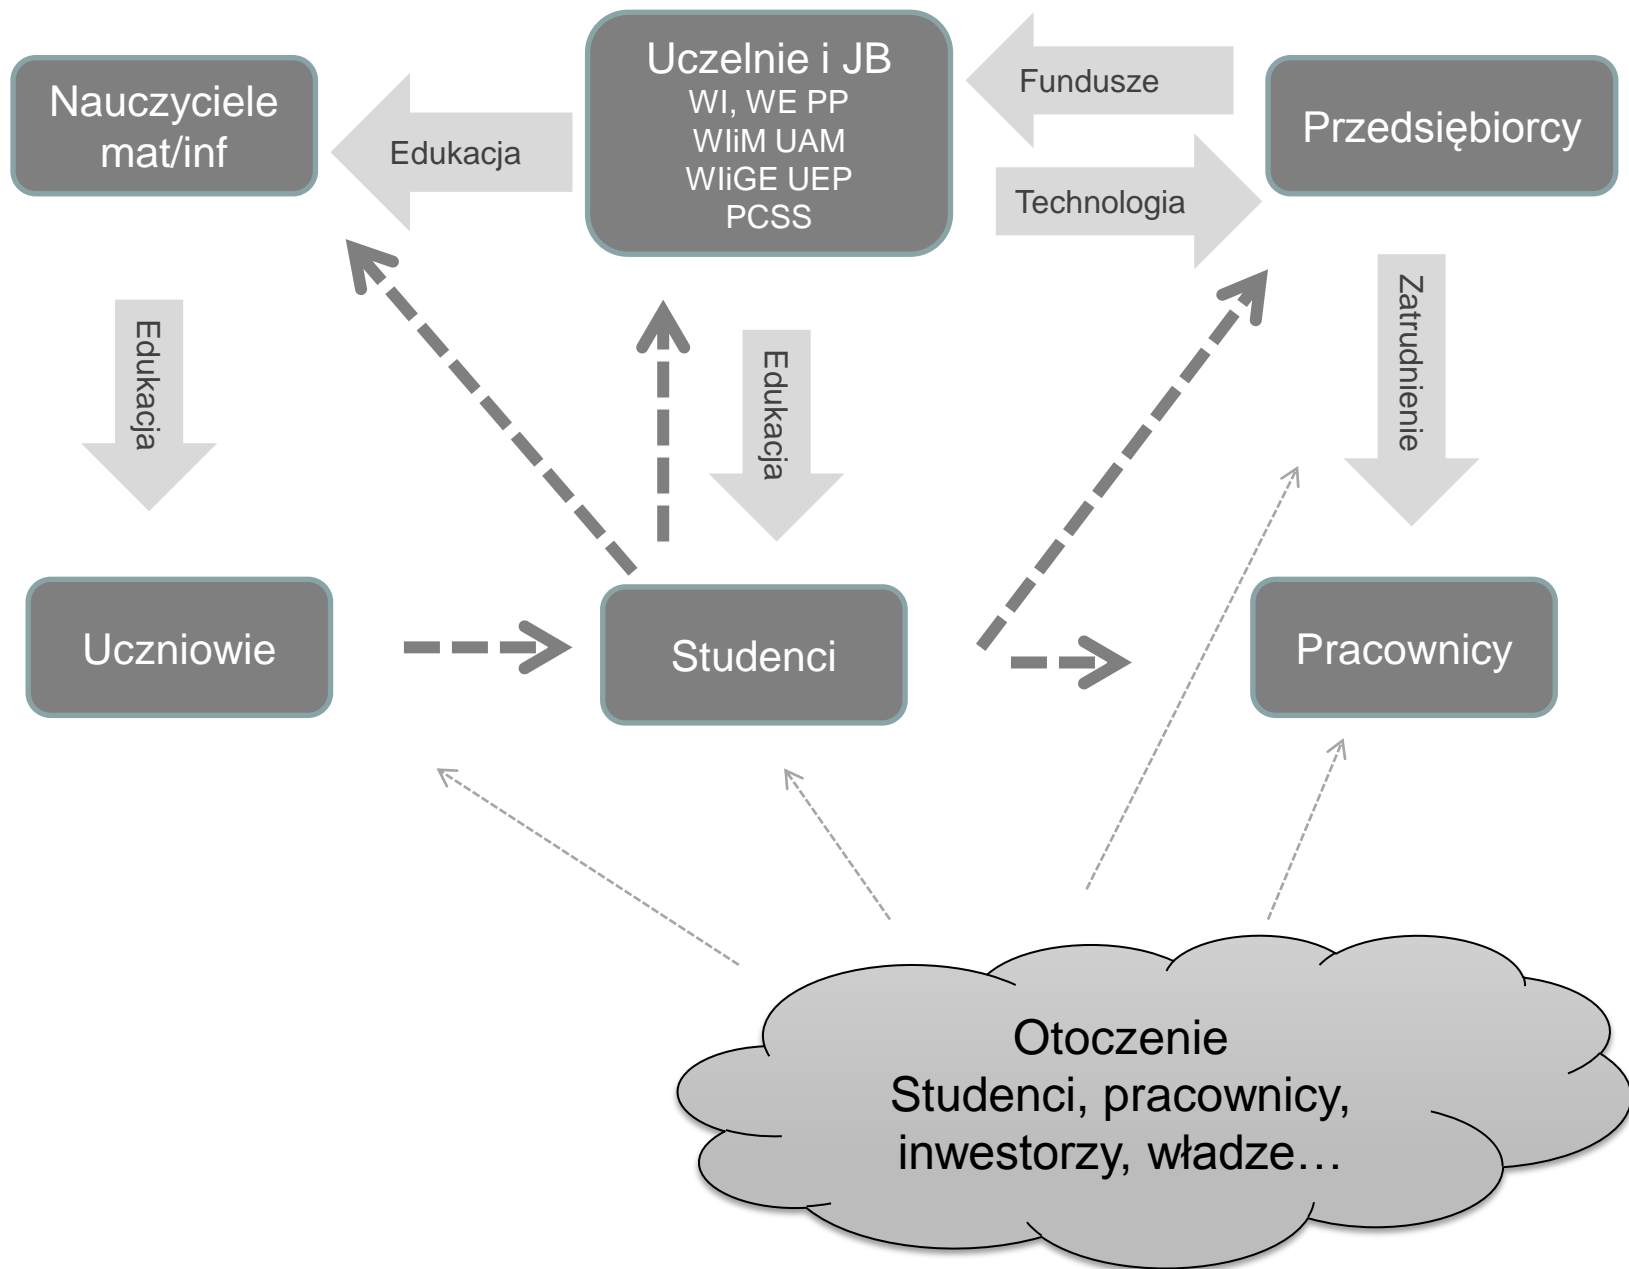 Nauczyciele
mat/inf
Edukacja
Uczelnie i JB
WI, WE PP
WIiM UAM
WIiGE UEP
PCSS
Fundusze
Technologia
Przedsiębiorcy
Edukacja
Edukacja
Zatrudnienie
Uczniowie
Studenci
Pracownicy
Otoczenie
Studenci, pracownicy,
inwestorzy, władze…